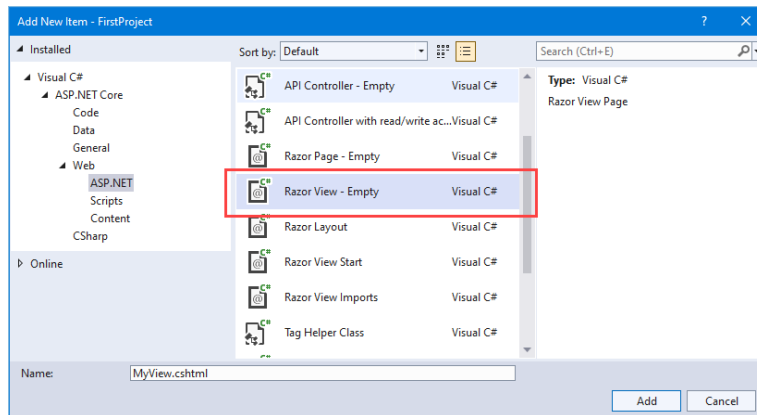 Add New Item - FirstProject ? ×
Installed
Sort by: Default
Search (Ctrl+E)
Visual C#
ASP.NET Core
Code
Data
General
Web
ASP.NET
Scripts
Content
CSharp
Online
C# API Controller - Empty Visual C#
C# API Controller with read/write ac...Visual C#
C# @ Razor Page - Empty Visual C#
C# @ Razor View - Empty Visual C#
C# @ Razor Layout Visual C#
C# @ Razor View Start Visual C#
C# @ Razor View Imports Visual C#
C# Tag Helper Class Visual C#
C#
Type: Visual C#
Razor View Page
Name: MyView.cshtml
Add Cancel